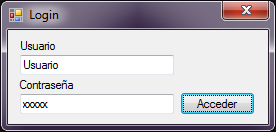 Login
Usuario
Usuario
Contraseña
xxxxx
Acceder